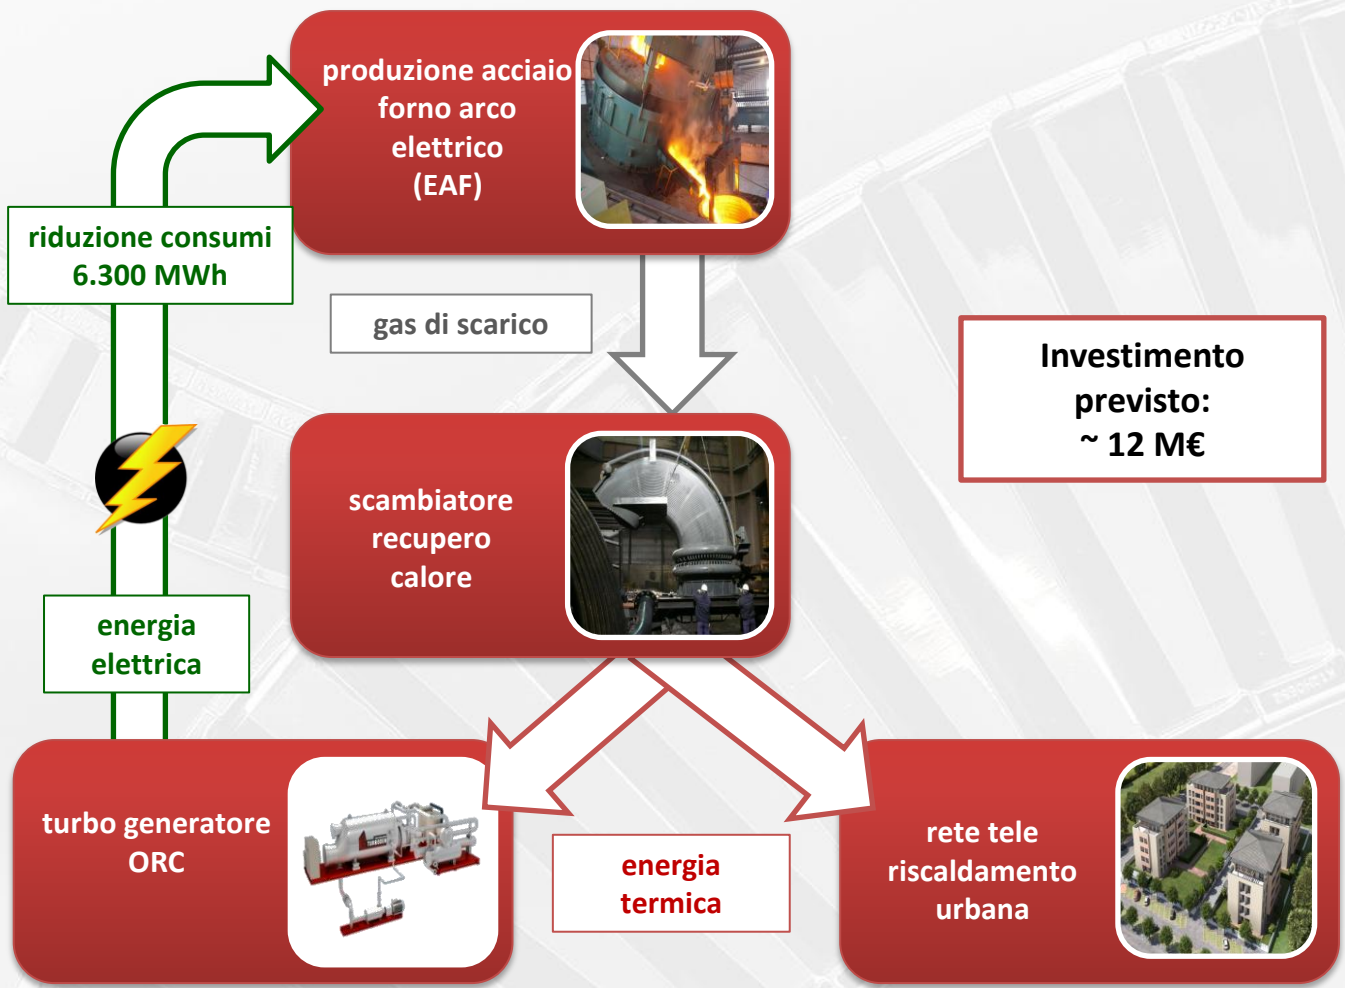 produzione acciaio
forno arco
elettrico
(EAF)
riduzione consumi
6.300 MWh
gas di scarico
Investimento
previsto:
~ 12 M€
scambiatore
recupero
calore
energia
elettrica
turbo generatore
ORC
energia
termica
rete tele
riscaldamento
urbana